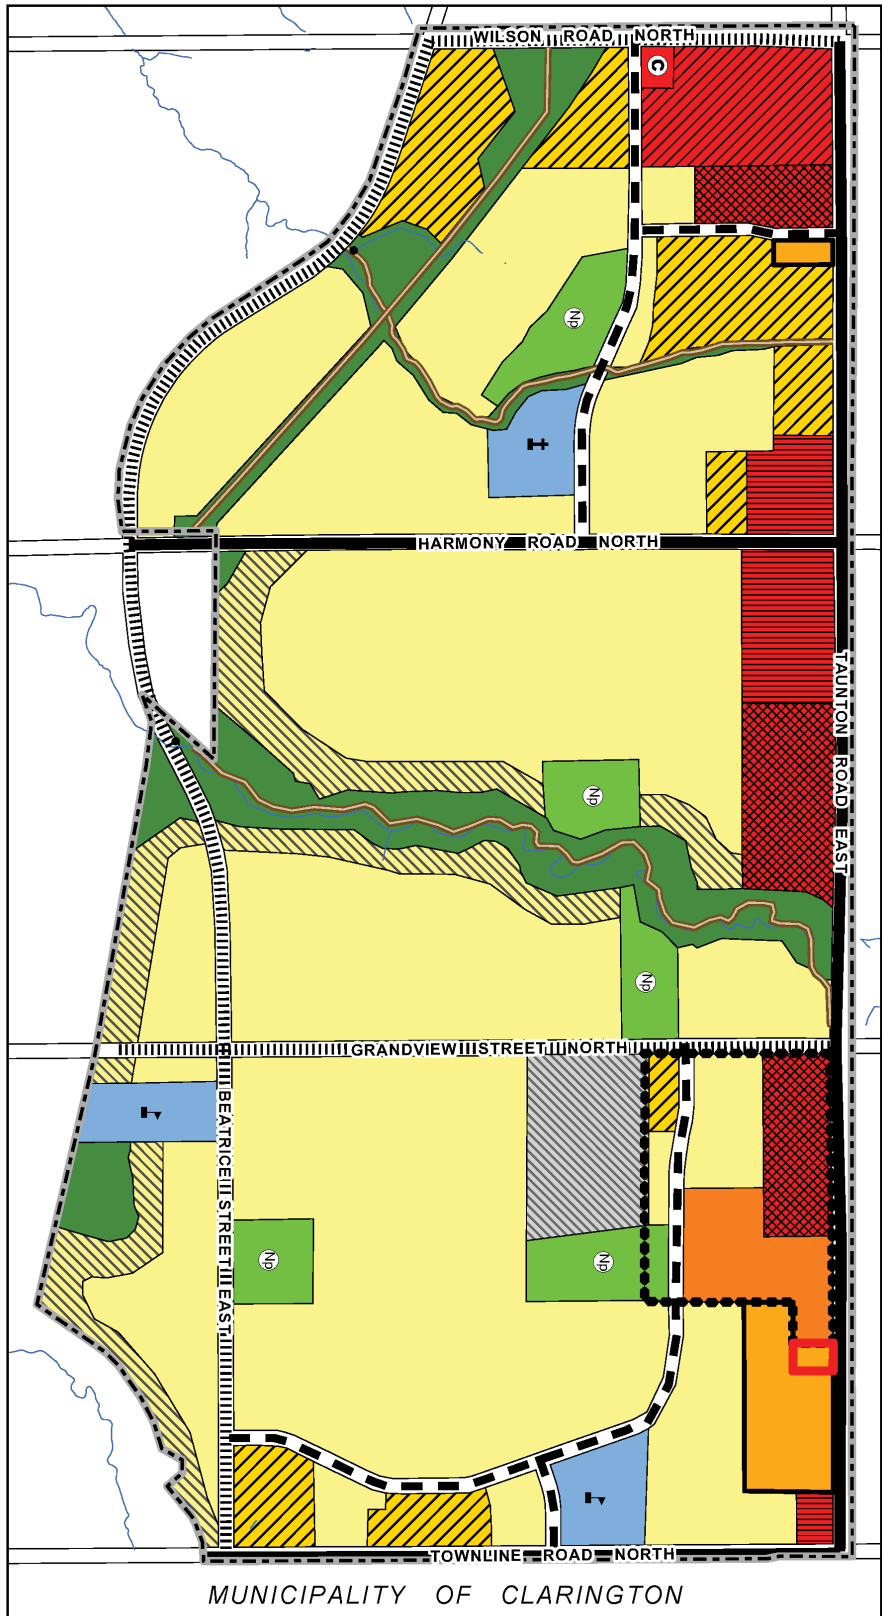 WILSON ROAD NORTH
C
Np
H
HARMONY ROAD NORTH
TAUNTON ROAD EAST
Np
Np
GRANDVIEW STREET NORTH
BEATRICE STREET EAST
Np
Np
TOWNLINE ROAD NORTH
MUNICIPALITY OF CLARINGTON